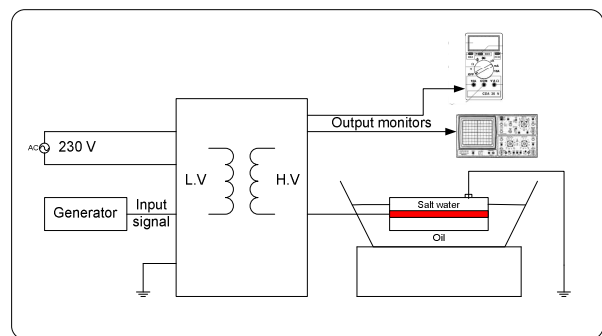 Output monitors
AC 230 V
L.V
H.V
Generator
Input
signal
Salt water
Oil